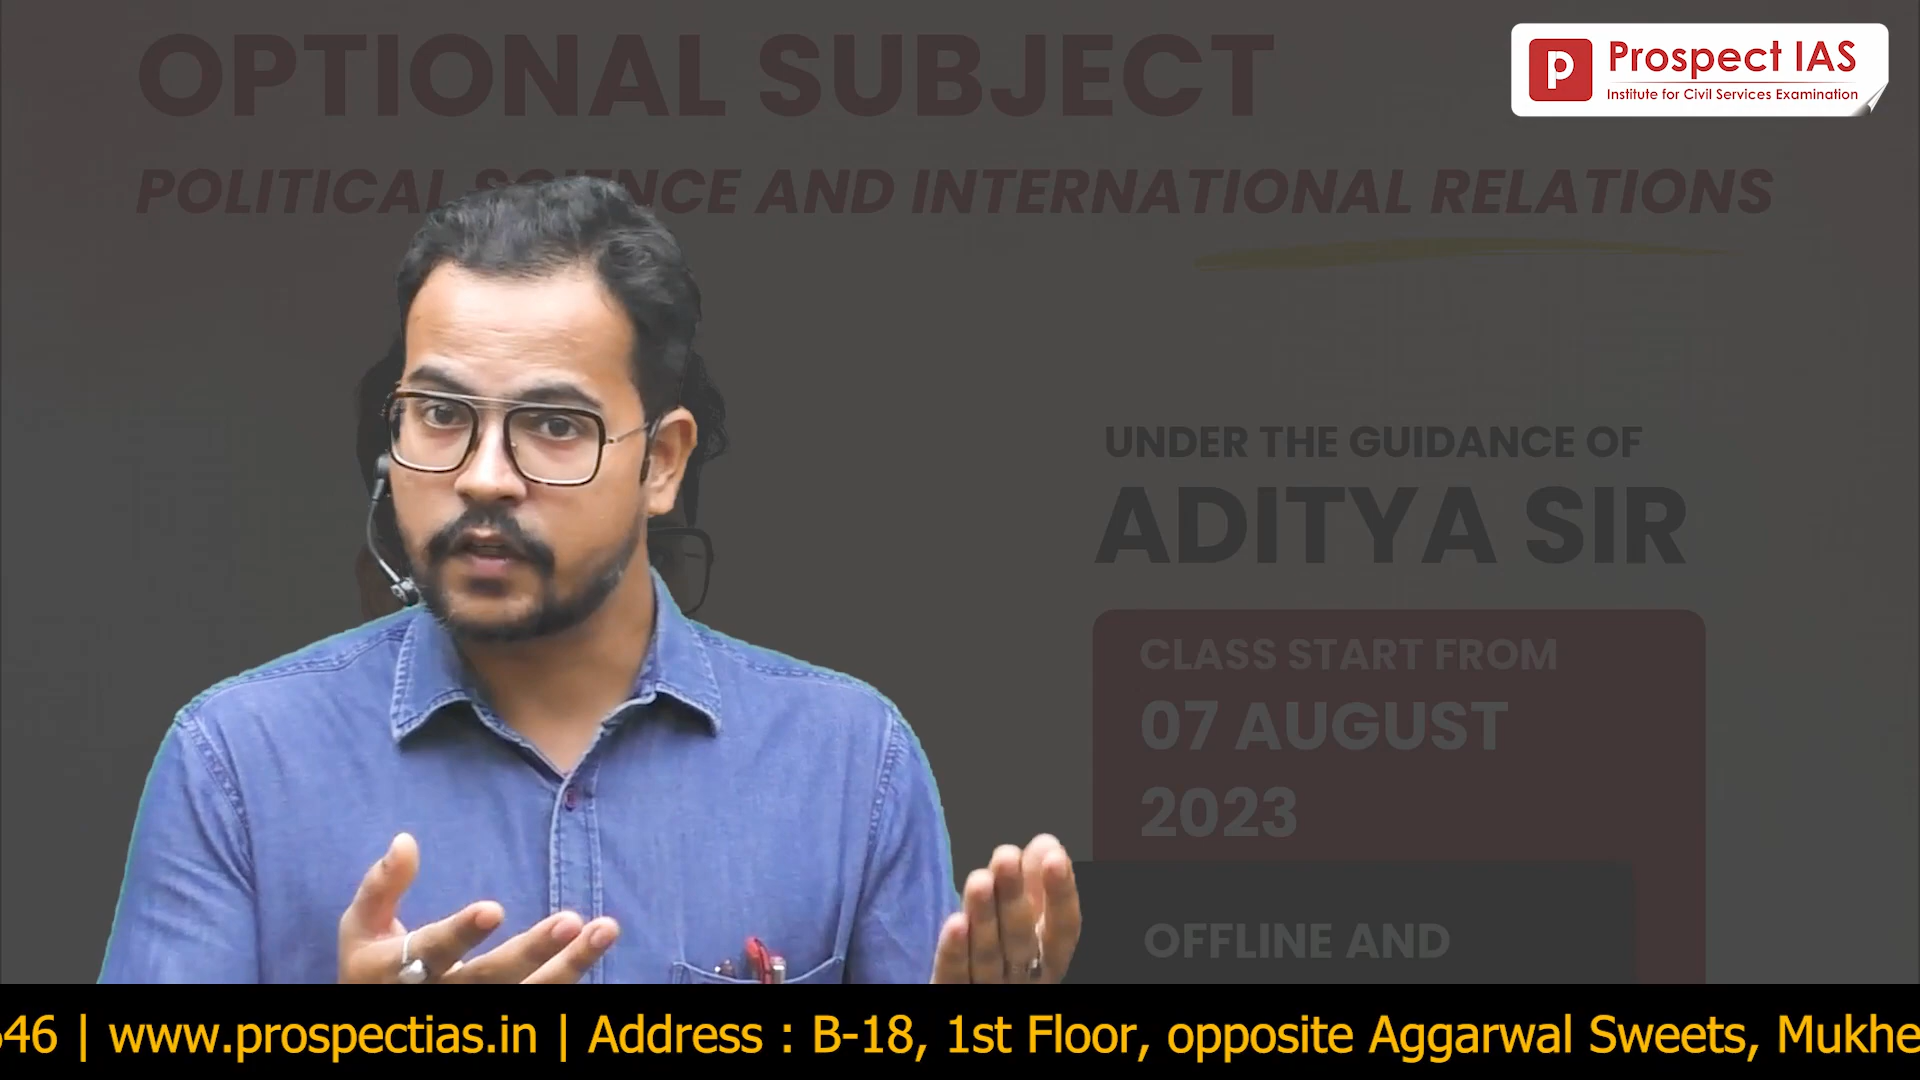 OPTIONAL SUBJECT
P Prospect IAS
Institute for Civil Services Examination
POLITICAL SCIENCE AND INTERNATIONAL RELATIONS
UNDER THE GUIDANCE OF
ADITYA SIR
CLASS START FROM
07 AUGUST
2023
OFFLINE AND
646 | www.prospectias.in | Address : B-18, 1st Floor, opposite Aggarwal Sweets, Mukhe